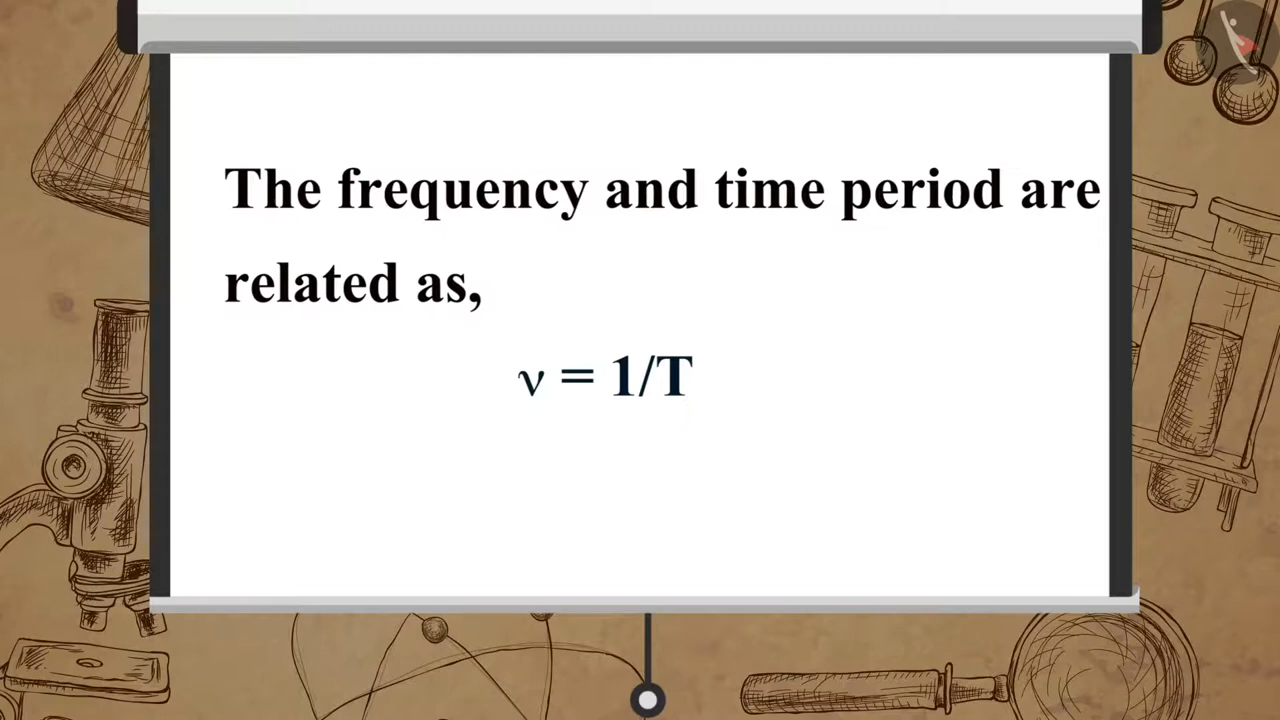 The frequency and time period are
related as,
ν = 1/T